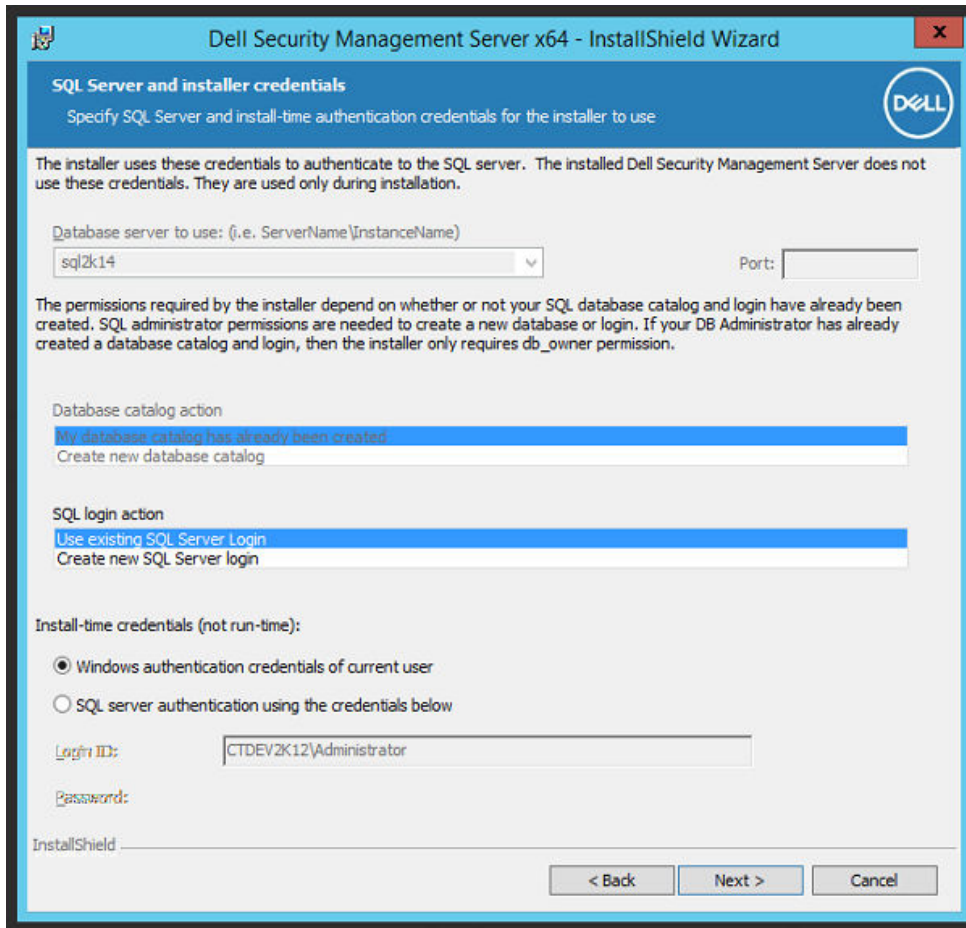 Dell Security Management Server x64 - InstallShield Wizard
x
SQL Server and installer credentials
Specify SQL Server and install-time authentication credentials for the installer to use
DELL
The installer uses these credentials to authenticate to the SQL server.  The installed Dell Security Management Server does not
use these credentials. They are used only during installation.
Database server to use: (i.e. ServerName\InstanceName)
sql2k14
Port:
The permissions required by the installer depend on whether or not your SQL database catalog and login have already been
created. SQL administrator permissions are needed to create a new database or login. If your DB Administrator has already
created a database catalog and login, then the installer only requires db_owner permission.
Database catalog action
My database catalog has already been created
Create new database catalog
SQL login action
Use existing SQL Server Login
Create new SQL Server login
Install-time credentials (not run-time):
Windows authentication credentials of current user
SQL server authentication using the credentials below
Login ID:
CTDEV2K12\Administrator
Password:
InstallShield
< Back
Next >
Cancel